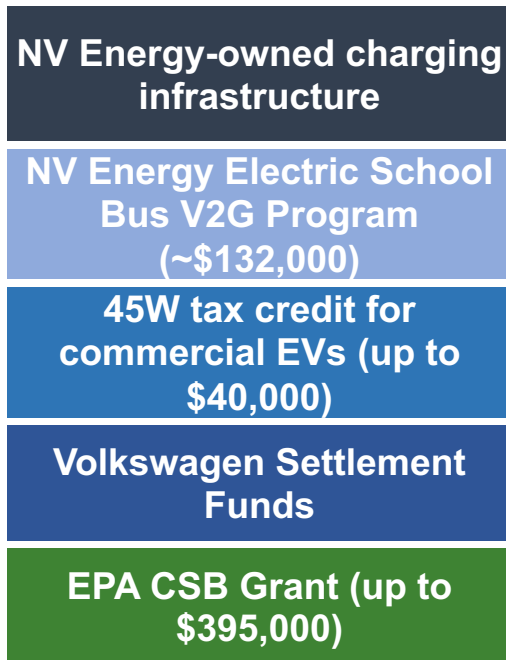 NV Energy-owned charging
infrastructure
NV Energy Electric School
Bus V2G Program
(~$132,000)
45W tax credit for
commercial EVs (up to
$40,000)
Volkswagen Settlement
Funds
EPA CSB Grant (up to
$395,000)